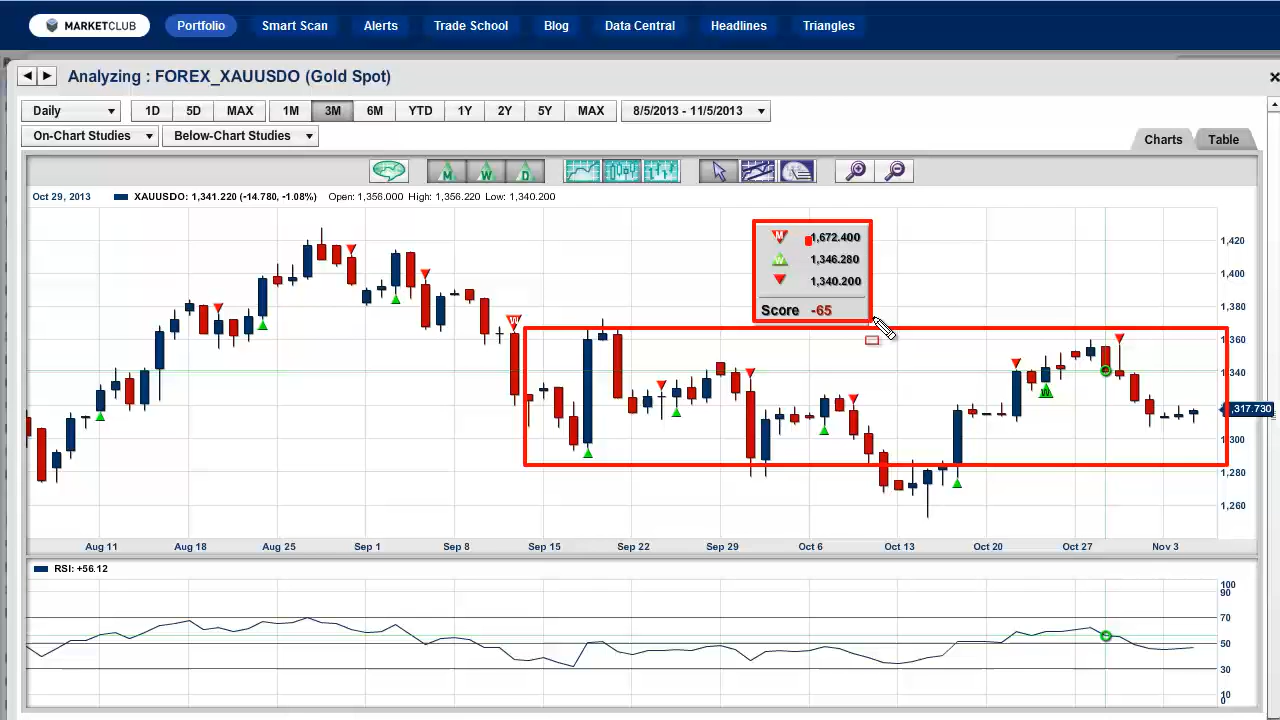 MARKETCLUB Portfolio Smart Scan Alerts Trade School Blog Data Central Headlines Triangles
Analyzing : FOREX_XAUUSDO (Gold Spot)
Daily 1D 5D MAX 1M 3M 6M YTD 1Y 2Y 5Y MAX 8/5/2013 - 11/5/2013
On-Chart Studies Below-Chart Studies Charts Table
M W D
Oct 29, 2013 XAUUSDO: 1,341.220 (-14.780, -1.08%) Open: 1,356.000 High: 1,356.220 Low: 1,340.200
M 1,672.400
W 1,346.280
1,340.200
Score -65
1,420
1,400
1,380
W
1,360
1,340
W
1,317.730
1,300
1,280
1,260
Aug 11 Aug 18 Aug 25 Sep 1 Sep 8 Sep 15 Sep 22 Sep 29 Oct 6 Oct 13 Oct 20 Oct 27 Nov 3
RSI: +56.12
100
90
70
50
30
10
0